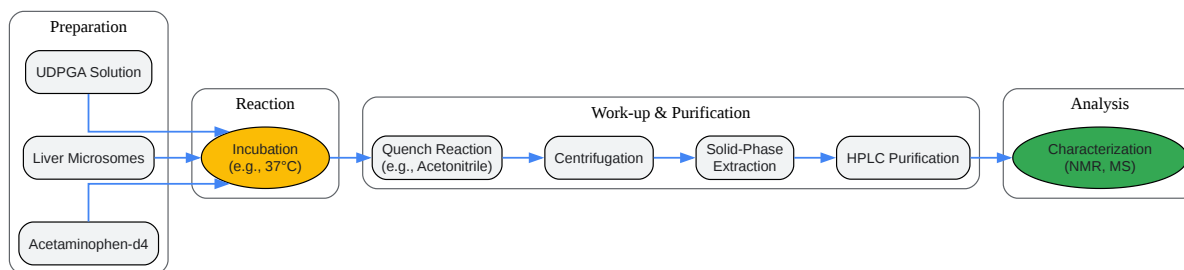 Preparation
UDPGA Solution
Liver Microsomes
Acetaminophen-d4
Reaction
Incubation
(e.g., 37°C)
Work-up & Purification
Quench Reaction
(e.g., Acetonitrile)
Centrifugation
Solid-Phase
Extraction
HPLC Purification
Analysis
Characterization
(NMR, MS)